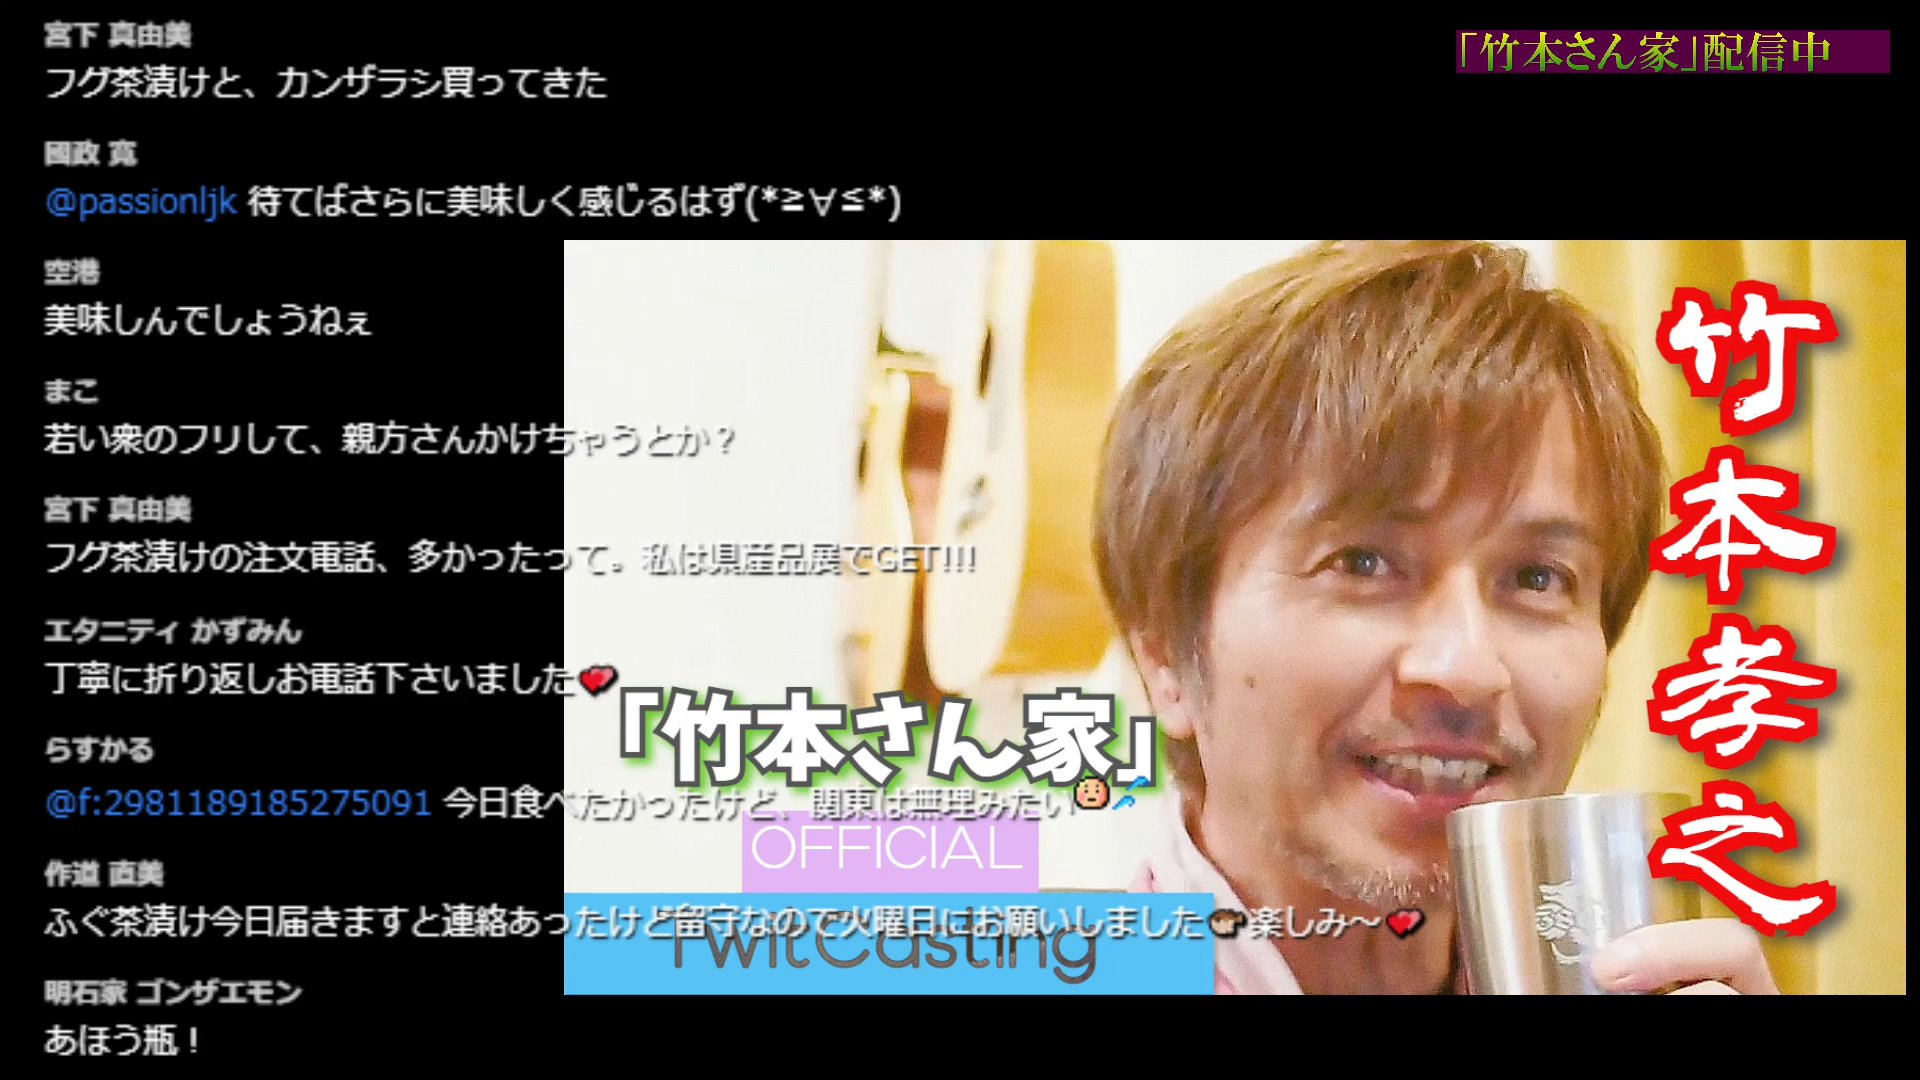 宮下 真由美
フグ茶漬けと、カンザラシ買ってきた
「竹本さん家」配信中
國政 寛
@passionljk 待てばさらに美味しく感じるはず(*≧∀≦*)
空港
美味しんでしょうねぇ
まこ
若い衆のフリして、親方さんかけちゃうとか？
宮下 真由美
フグ茶漬けの注文電話、多かったって。私は県産品展でGET!!!
エタニティ かずみん
丁寧に折り返しお電話下さいました💕
らすかる
@f:2981189185275091 今日食べたかったけど、関東は無理みたい
作道 直美
ふぐ茶漬け今日届きますと連絡あったけど留守なので火曜日にお願いしました楽しみ〜💕
明石家 ゴンザエモン
あほう瓶！
竹本孝之
「竹本さん家」
OFFICIAL
TwitCasting